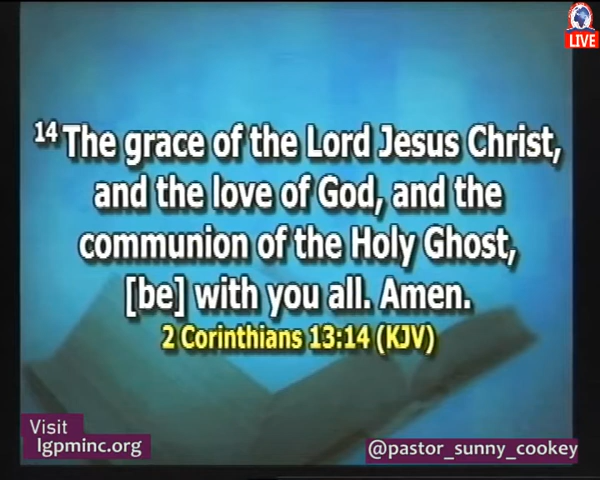 LIVE
14 The grace of the Lord Jesus Christ,
and the love of God, and the
communion of the Holy Ghost,
[be] with you all. Amen.
2 Corinthians 13:14 (KJV)
Visit
lgpminc.org
@pastor_sunny_cookey